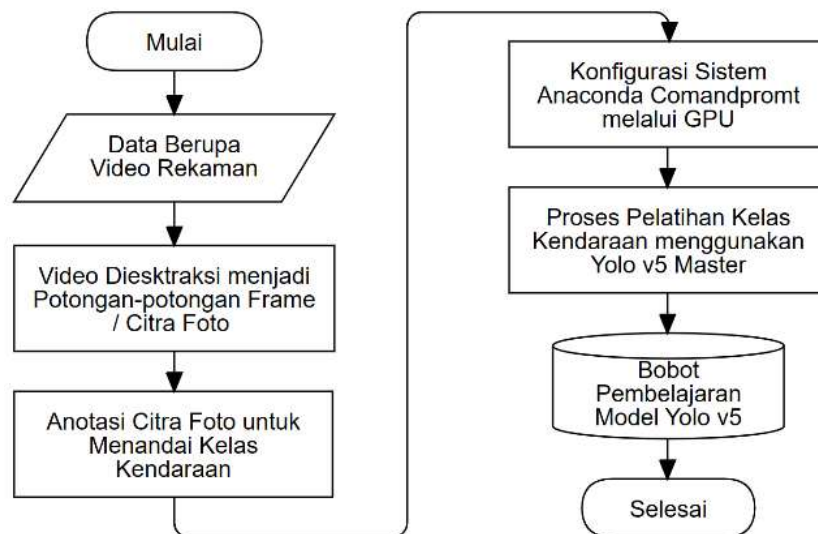 Mulai
Data Berupa
Video Rekaman
Video Diesktraksi menjadi
Potongan-potongan Frame
/ Citra Foto
Anotasi Citra Foto untuk
Menandai Kelas
Kendaraan
Konfigurasi Sistem
Anaconda Comandpromt
melalui GPU
Proses Pelatihan Kelas
Kendaraan menggunakan
Yolo v5 Master
Bobot
Pembelajaran
Model Yolo v5
Selesai